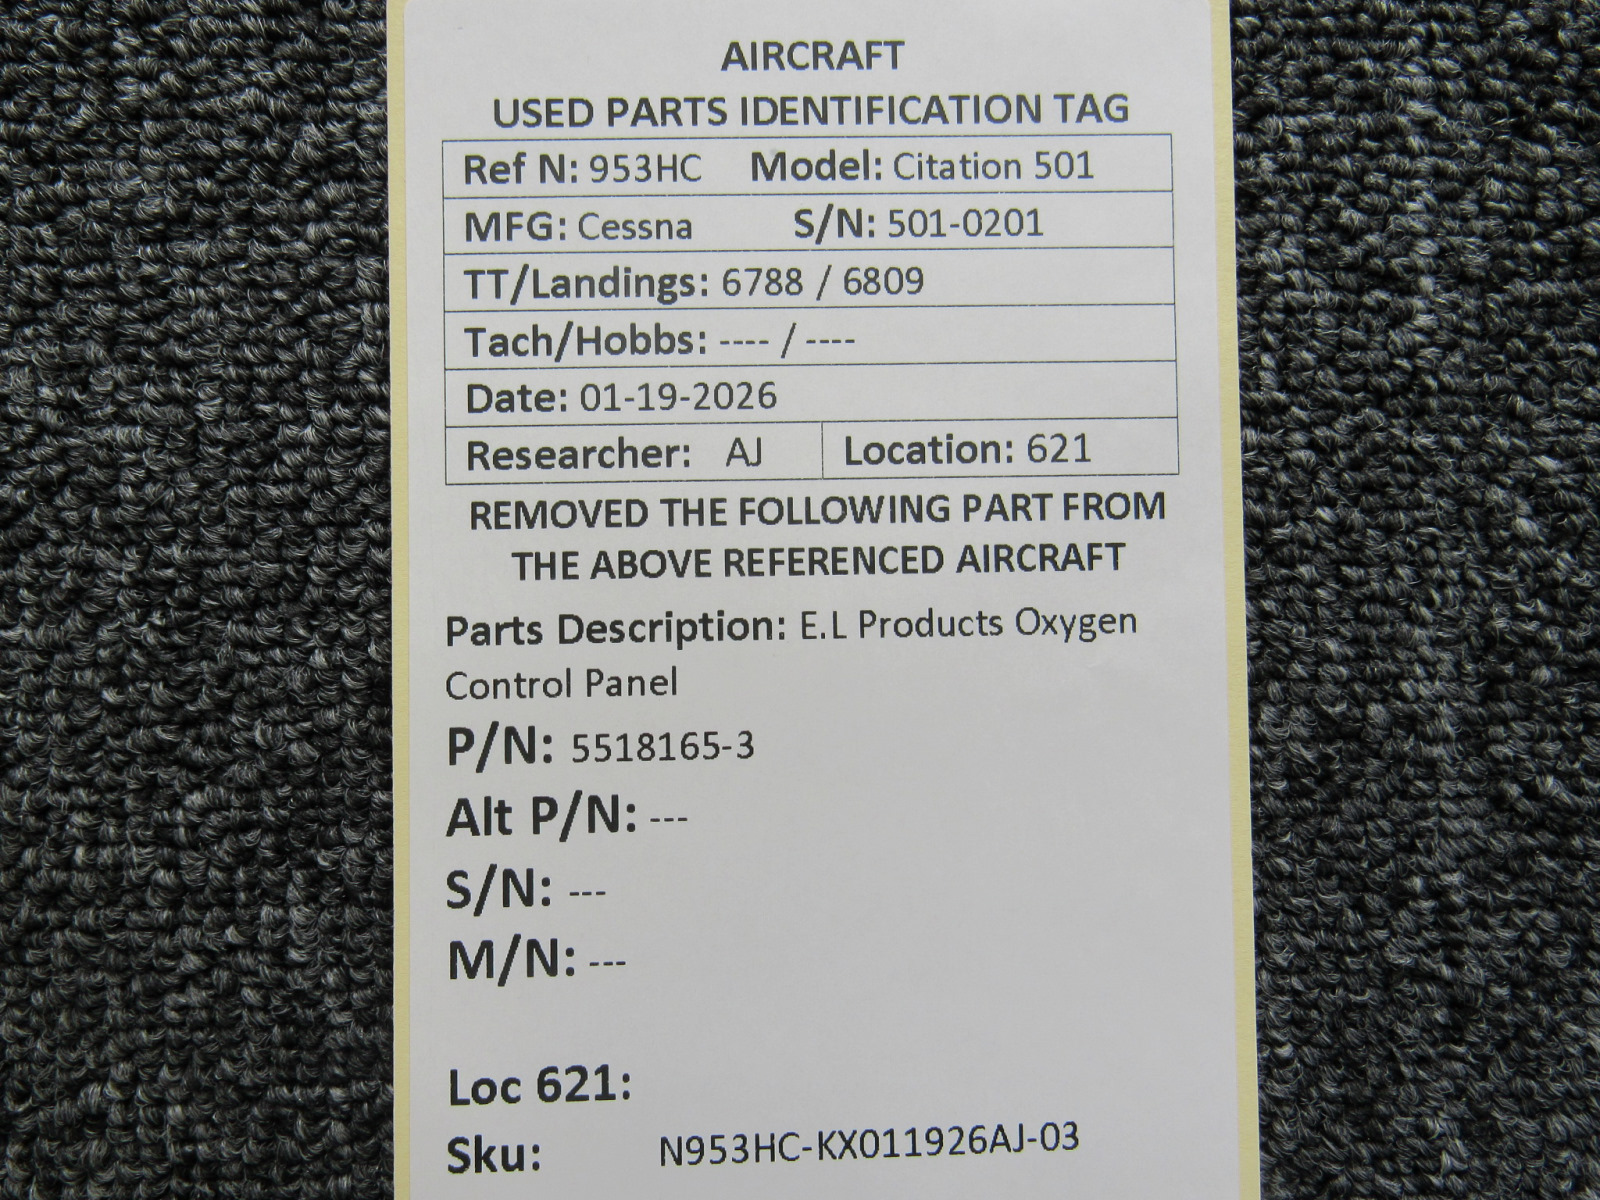 AIRCRAFT
USED PARTS IDENTIFICATION TAG
Ref N: 953HC Model: Citation 501
MFG: Cessna S/N: 501-0201
TT/Landings: 6788 / 6809
Tach/Hobbs: ---- / ----
Date: 01-19-2026
Researcher: AJ Location: 621
REMOVED THE FOLLOWING PART FROM
THE ABOVE REFERENCED AIRCRAFT
Parts Description: E.L Products Oxygen
Control Panel
P/N: 5518165-3
Alt P/N: ---
S/N: ---
M/N: ---
Loc 621:
Sku: N953HC-KX011926AJ-03